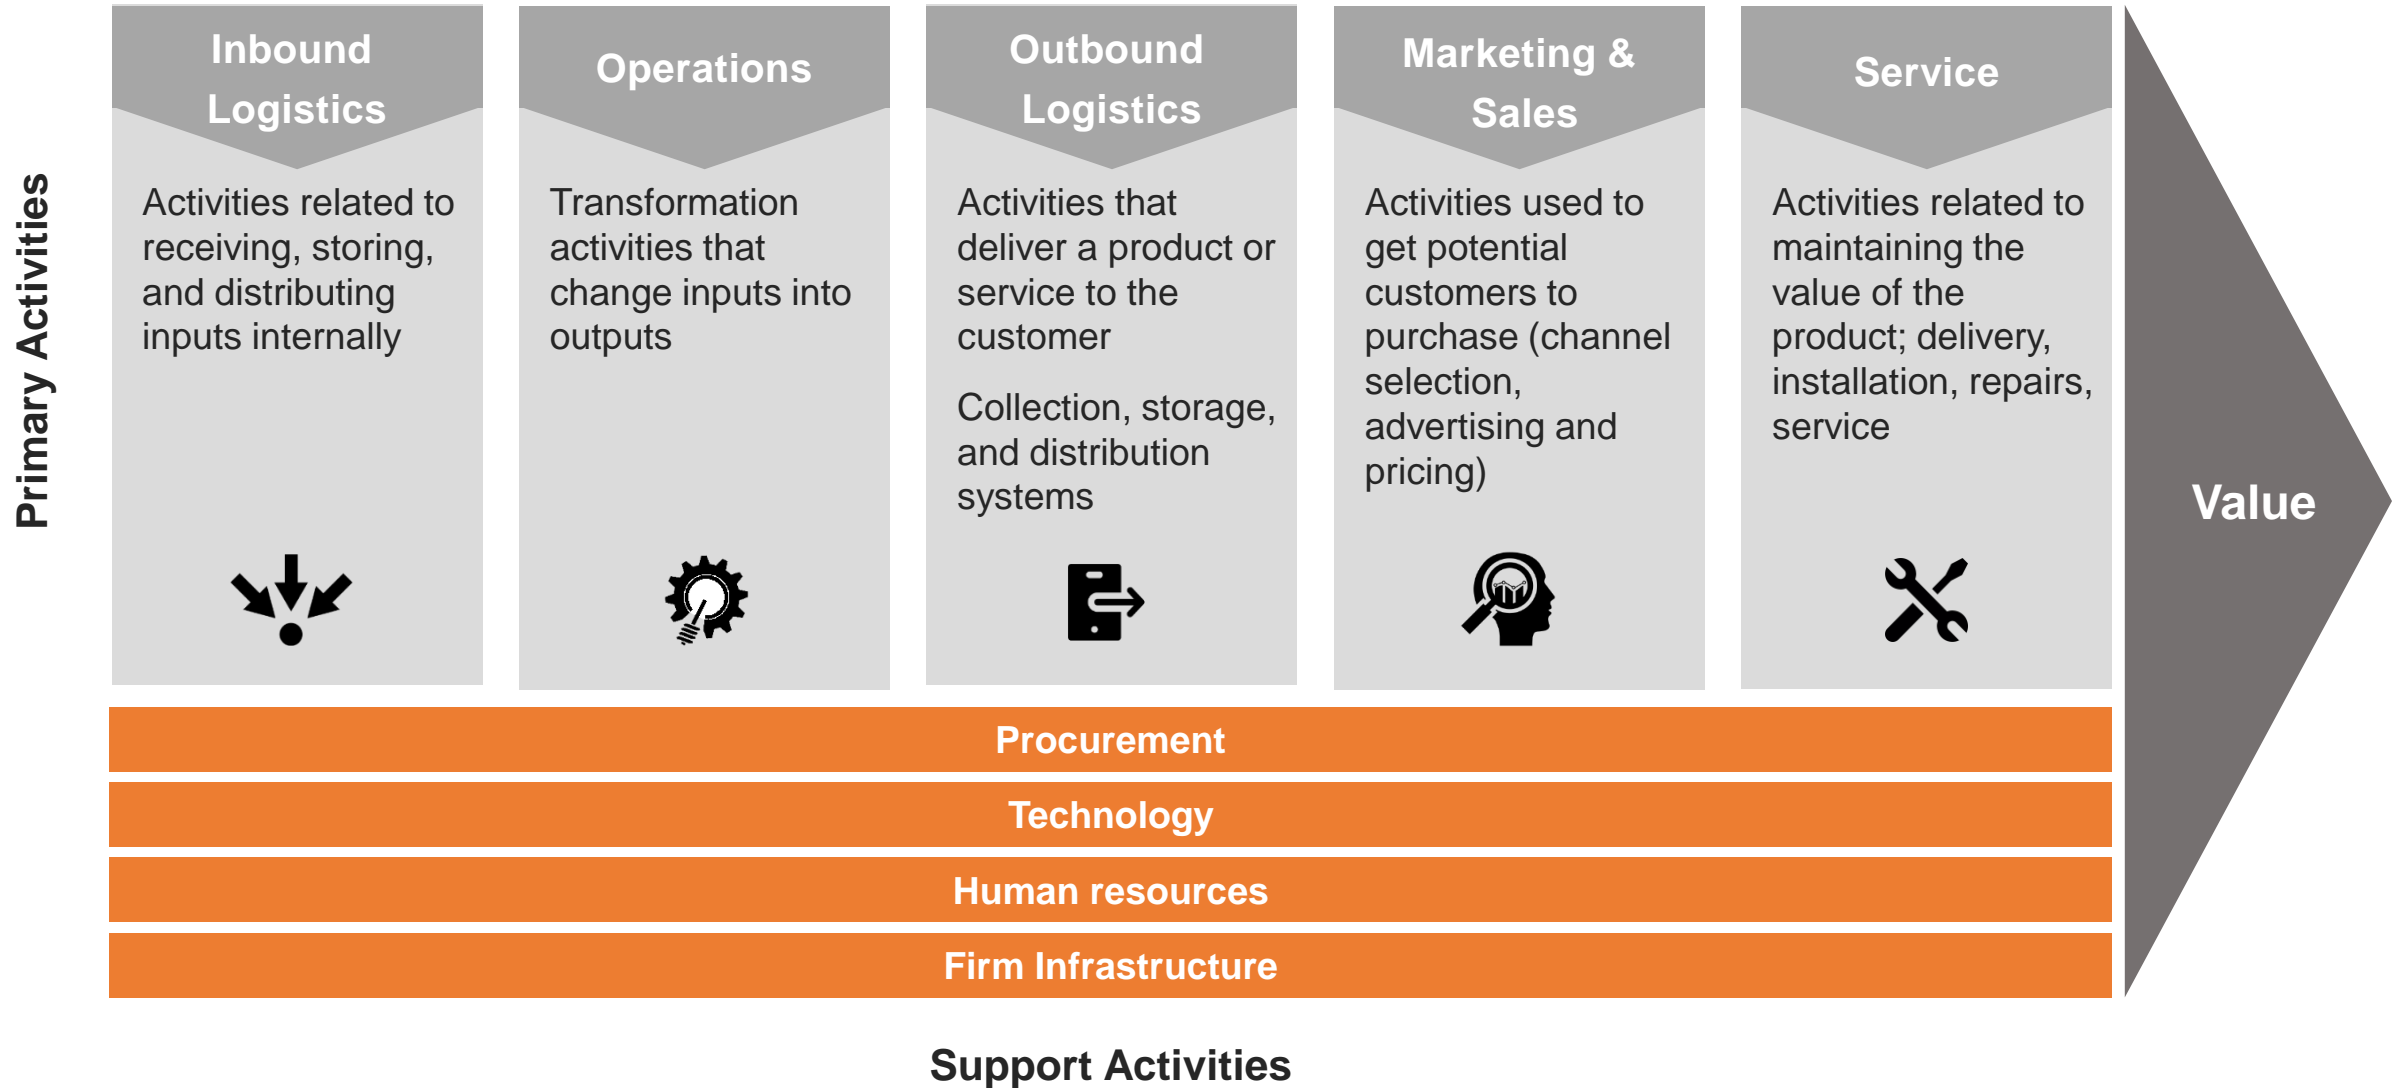 Primary Activities
Inbound
Logistics
Activities related to
receiving, storing,
and distributing
inputs internally
Operations
Transformation
activities that
change inputs into
outputs
Outbound
Logistics
Activities that
deliver a product or
service to the
customer
Collection, storage,
and distribution
systems
Marketing &
Sales
Activities used to
get potential
customers to
purchase (channel
selection,
advertising and
pricing)
Service
Activities related to
maintaining the
value of the
product; delivery,
installation, repairs,
service
Value
Procurement
Technology
Human resources
Firm Infrastructure
Support Activities